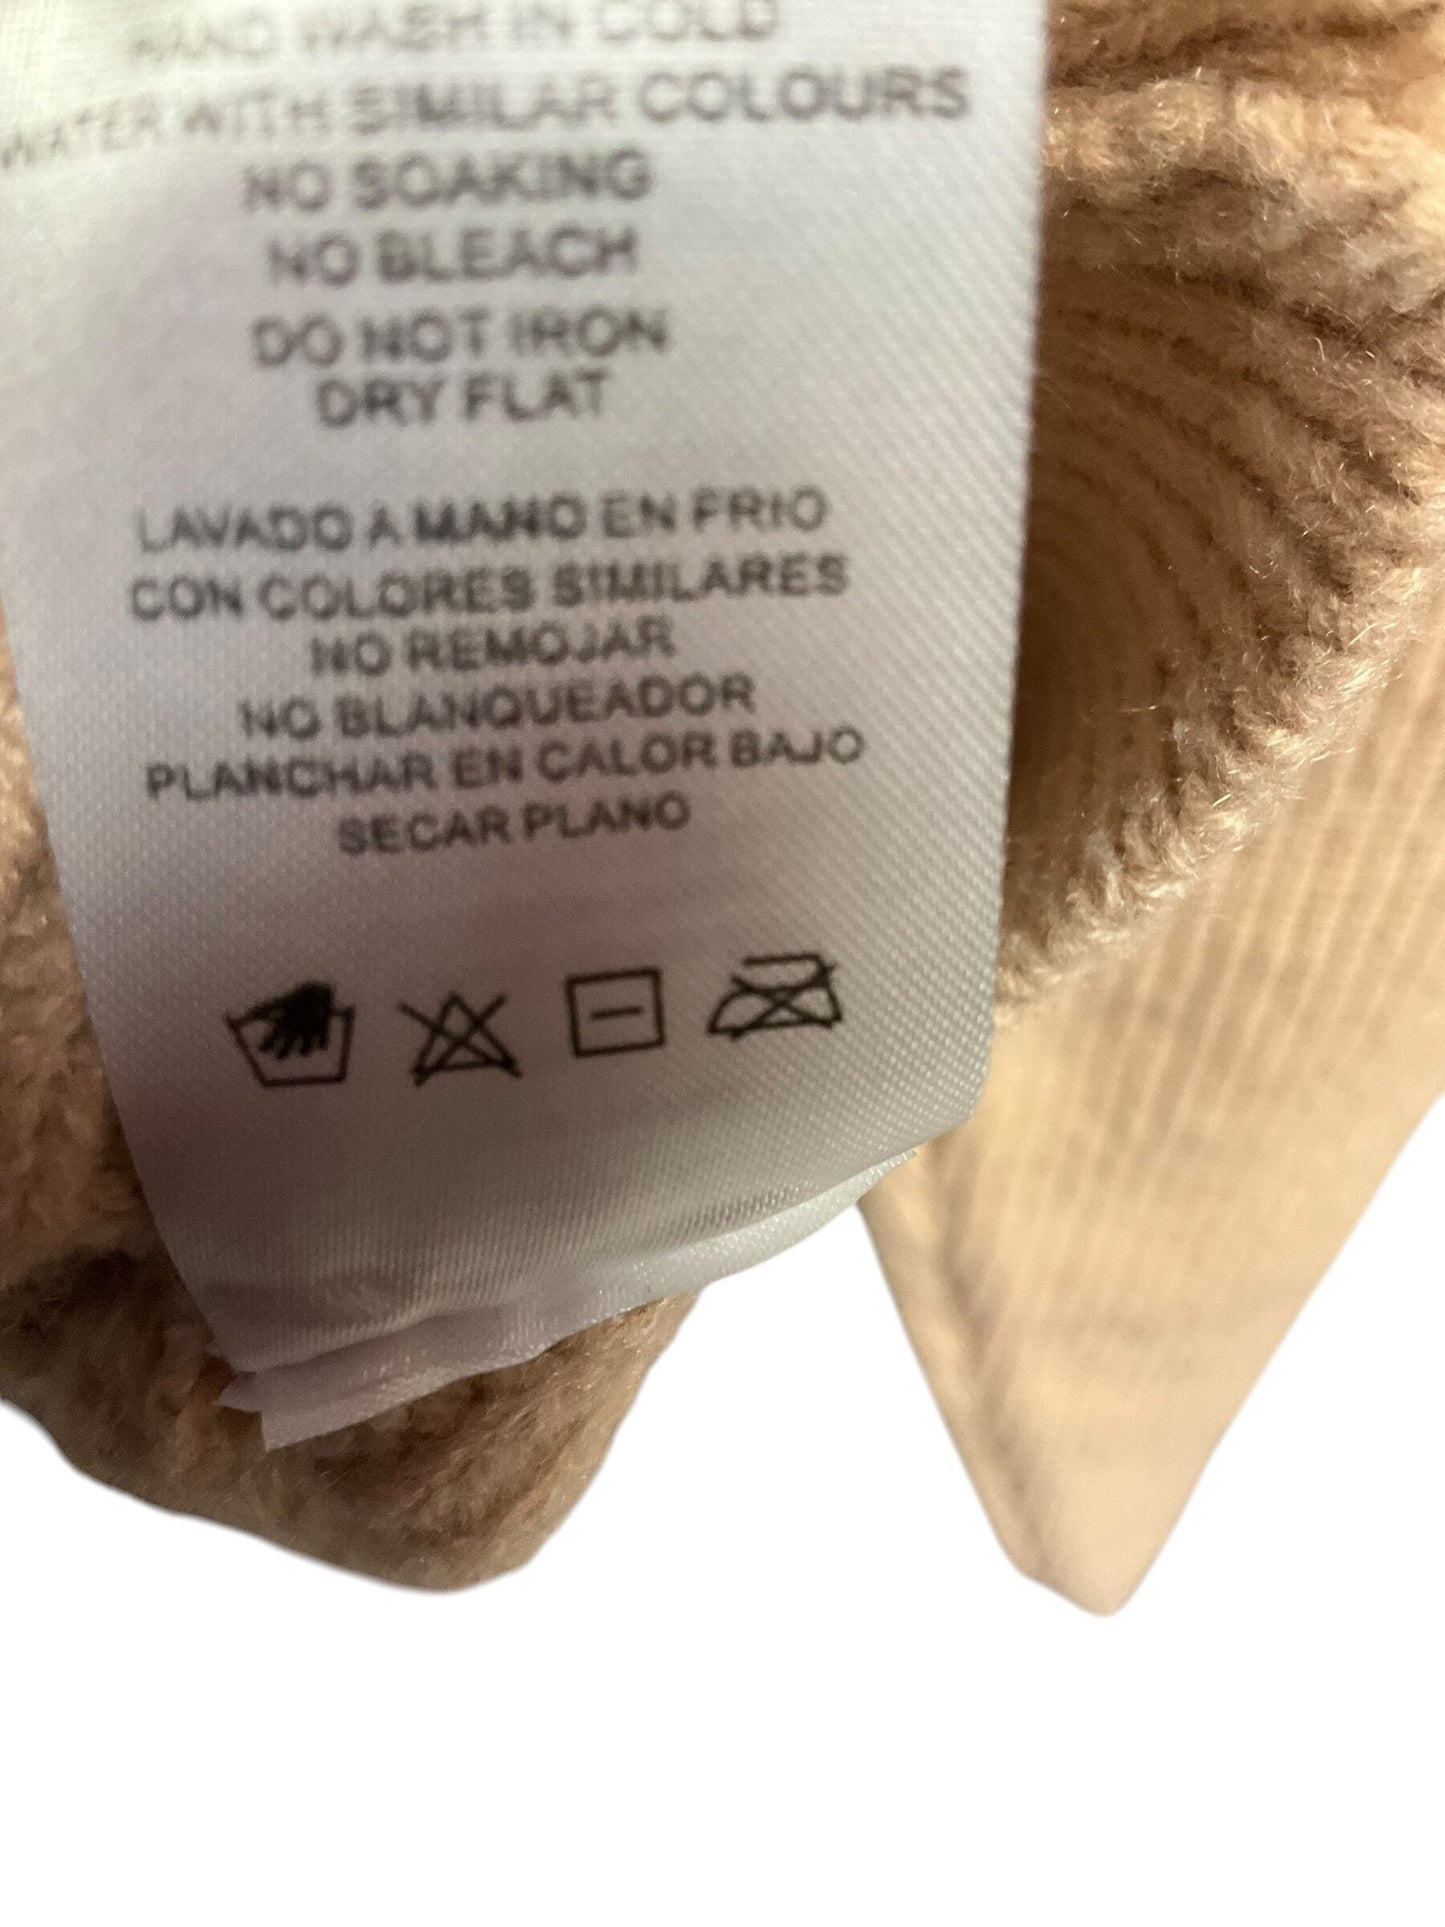 HAND WASH IN COLD
WATER WITH SIMILAR COLOURS
NO SOAKING
NO BLEACH
DO NOT IRON
DRY FLAT
LAVADO A MANO EN FRIO
CON COLORES SIMILARES
NO REMOJAR
NO BLANQUEADOR
PLANCHAR EN CALOR BAJO
SECAR PLANO